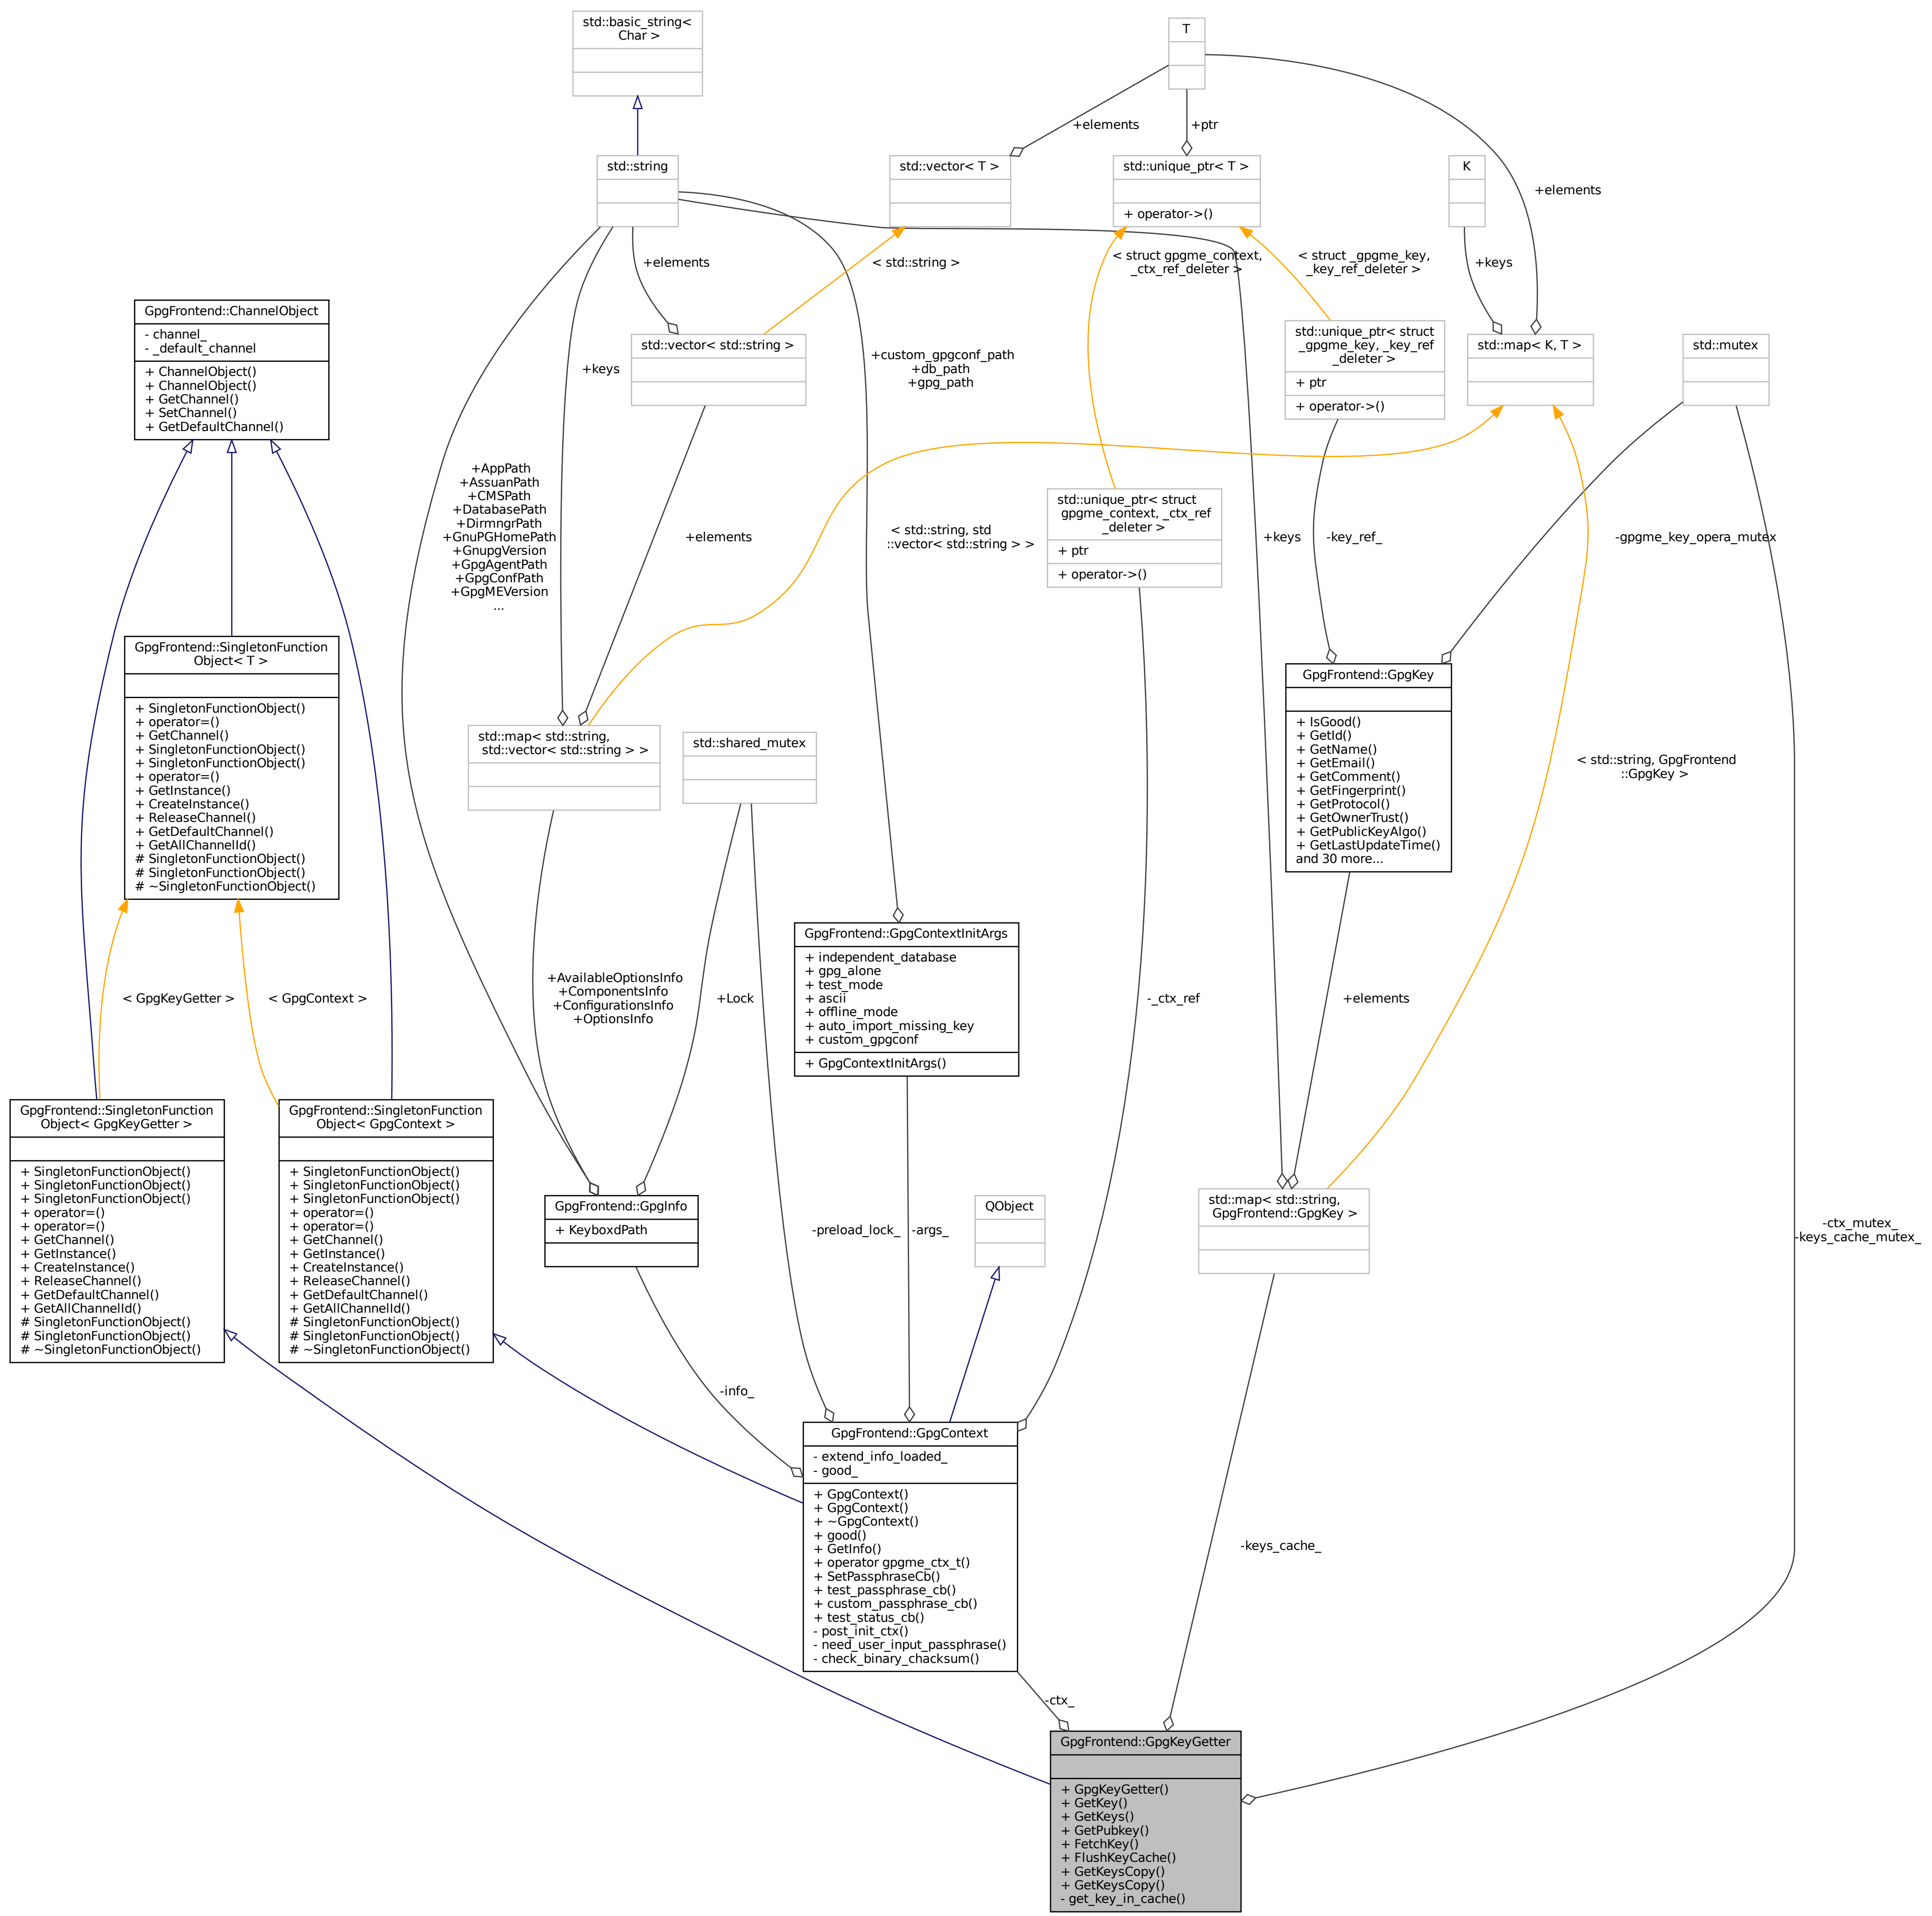 std::basic_string<
Char >
T
+elements
+ptr
std::string
std::vector< T >
std::unique_ptr< T >
+ operator->()
K
+elements
+elements
< std::string >
< struct gpgme_context,
_ctx_ref_deleter >
< struct _gpgme_key,
_key_ref_deleter >
+keys
GpgFrontend::ChannelObject
- channel_
- _default_channel
+ ChannelObject()
+ ChannelObject()
+ GetChannel()
+ SetChannel()
+ GetDefaultChannel()
+keys
std::vector< std::string >
+custom_gpgconf_path
+db_path
+gpg_path
std::unique_ptr< struct
_gpgme_key, _key_ref
_deleter >
+ ptr
+ operator->()
std::map< K, T >
std::mutex
+AppPath
+AssuanPath
+CMSPath
+DatabasePath
+DirmngrPath
+GnuPGHomePath
+GnupgVersion
+GpgAgentPath
+GpgConfPath
+GpgMEVersion
...
+elements
< std::string, std
::vector< std::string > >
std::unique_ptr< struct
gpgme_context, _ctx_ref
_deleter >
+ ptr
+ operator->()
+keys
-key_ref_
-gpgme_key_opera_mutex
GpgFrontend::SingletonFunction
Object< T >
+ SingletonFunctionObject()
+ operator=()
+ GetChannel()
+ SingletonFunctionObject()
+ SingletonFunctionObject()
+ operator=()
+ GetInstance()
+ CreateInstance()
+ ReleaseChannel()
+ GetDefaultChannel()
+ GetAllChannelId()
# SingletonFunctionObject()
# SingletonFunctionObject()
# ~SingletonFunctionObject()
std::map< std::string,
std::vector< std::string > >
std::shared_mutex
GpgFrontend::GpgKey
+ IsGood()
+ GetId()
+ GetName()
+ GetEmail()
+ GetComment()
+ GetFingerprint()
+ GetProtocol()
+ GetOwnerTrust()
+ GetPublicKeyAlgo()
+ GetLastUpdateTime()
and 30 more...
< std::string, GpgFrontend
::GpgKey >
< GpgKeyGetter >
< GpgContext >
+AvailableOptionsInfo
+ComponentsInfo
+ConfigurationsInfo
+OptionsInfo
+Lock
GpgFrontend::GpgContextInitArgs
+ independent_database
+ gpg_alone
+ test_mode
+ ascii
+ offline_mode
+ auto_import_missing_key
+ custom_gpgconf
+ GpgContextInitArgs()
-_ctx_ref
+elements
GpgFrontend::SingletonFunction
Object< GpgKeyGetter >
+ SingletonFunctionObject()
+ SingletonFunctionObject()
+ SingletonFunctionObject()
+ operator=()
+ operator=()
+ GetChannel()
+ GetInstance()
+ CreateInstance()
+ ReleaseChannel()
+ GetDefaultChannel()
+ GetAllChannelId()
# SingletonFunctionObject()
# SingletonFunctionObject()
# ~SingletonFunctionObject()
GpgFrontend::SingletonFunction
Object< GpgContext >
+ SingletonFunctionObject()
+ SingletonFunctionObject()
+ SingletonFunctionObject()
+ operator=()
+ operator=()
+ GetChannel()
+ GetInstance()
+ CreateInstance()
+ ReleaseChannel()
+ GetDefaultChannel()
+ GetAllChannelId()
# SingletonFunctionObject()
# SingletonFunctionObject()
# ~SingletonFunctionObject()
GpgFrontend::GpgInfo
+ KeyboxdPath
-preload_lock_
-args_
QObject
std::map< std::string,
GpgFrontend::GpgKey >
-ctx_mutex_
-keys_cache_mutex_
-info_
GpgFrontend::GpgContext
- extend_info_loaded_
- good_
+ GpgContext()
+ GpgContext()
+ ~GpgContext()
+ good()
+ GetInfo()
+ operator gpgme_ctx_t()
+ SetPassphraseCb()
+ test_passphrase_cb()
+ custom_passphrase_cb()
+ test_status_cb()
- post_init_ctx()
- need_user_input_passphrase()
- check_binary_chacksum()
-keys_cache_
-ctx_
GpgFrontend::GpgKeyGetter
+ GpgKeyGetter()
+ GetKey()
+ GetKeys()
+ GetPubkey()
+ FetchKey()
+ FlushKeyCache()
+ GetKeysCopy()
+ GetKeysCopy()
- get_key_in_cache()